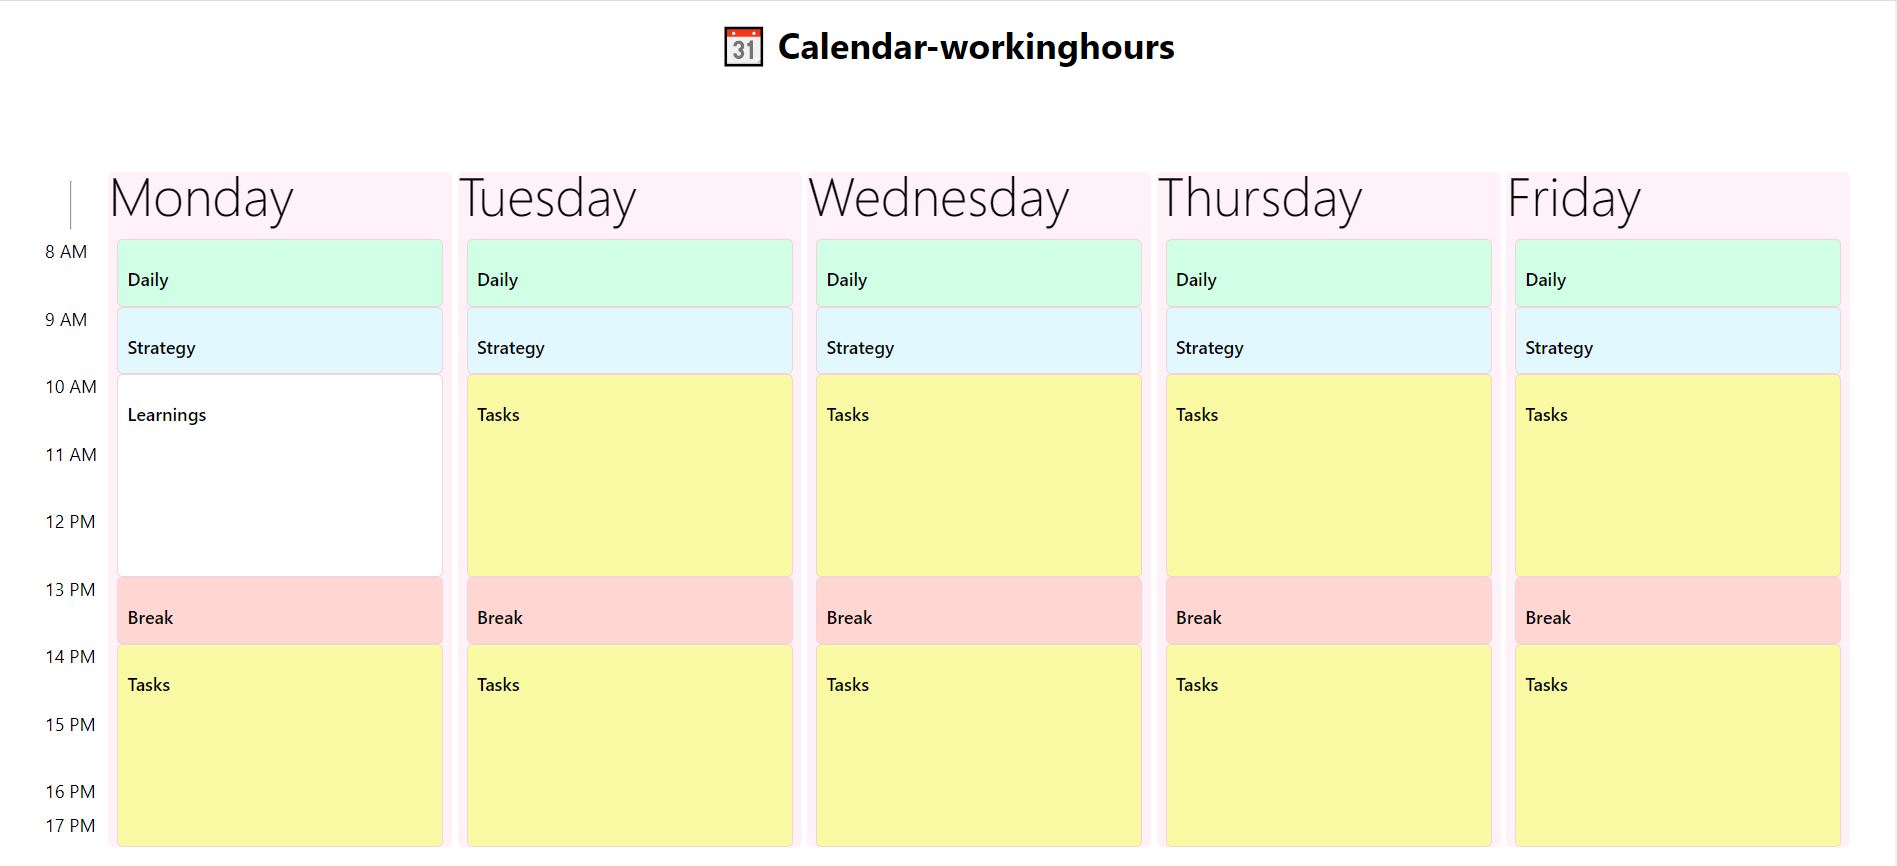 31 Calendar-workinghours
Monday Tuesday Wednesday Thursday Friday
8 AM
Daily Daily Daily Daily Daily
9 AM
Strategy Strategy Strategy Strategy Strategy
10 AM
Learnings Tasks Tasks Tasks Tasks
11 AM
12 PM
13 PM
Break Break Break Break Break
14 PM
Tasks Tasks Tasks Tasks Tasks
15 PM
16 PM
17 PM